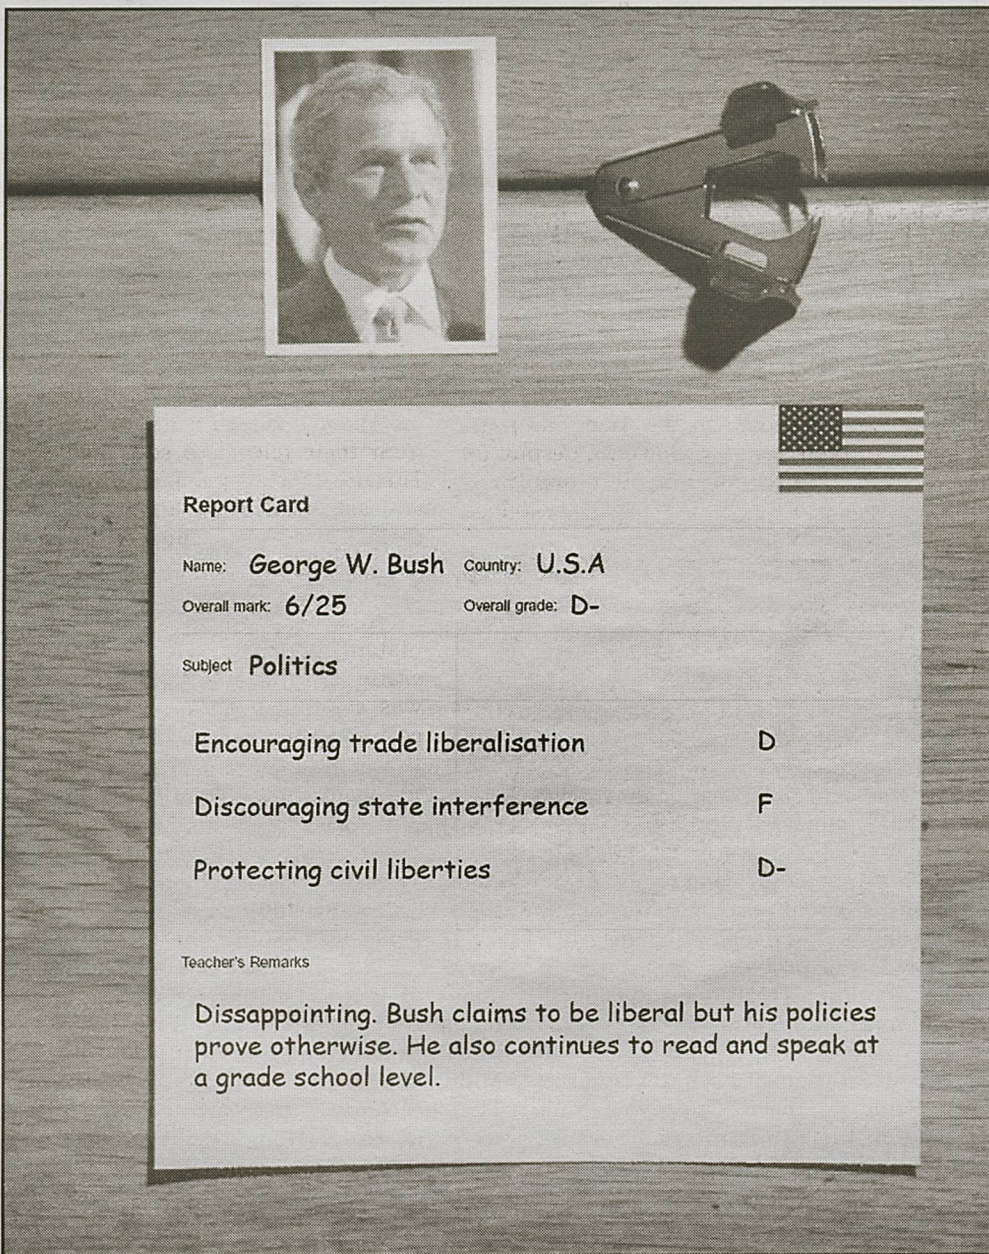 Report Card
Name: George W. Bush Country: U.S.A
Overall mark: 6/25 Overall grade: D-
Subject Politics
Encouraging trade liberalisation D
Discouraging state interference F
Protecting civil liberties D-
Teacher's Remarks
Dissappointing. Bush claims to be liberal but his policies
prove otherwise. He also continues to read and speak at
a grade school level.